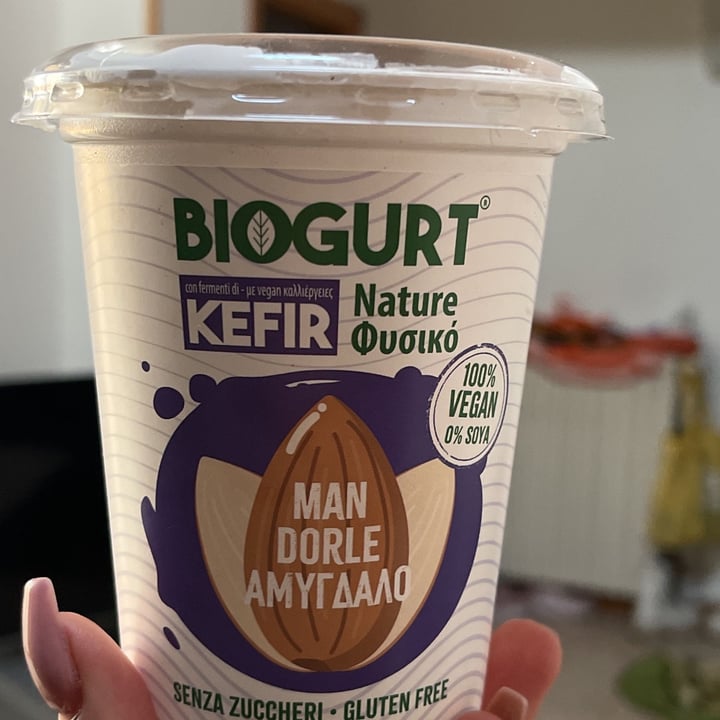 BIOGURT®
con fermenti di - με vegan καλλιέργειες
KEFIR
Nature
Φυσικό
100%
VEGAN
0% SOYA
MAN
DORLE
ΑΜΥΓΔΑΛΟ
SENZA ZUCCHERI • GLUTEN FREE